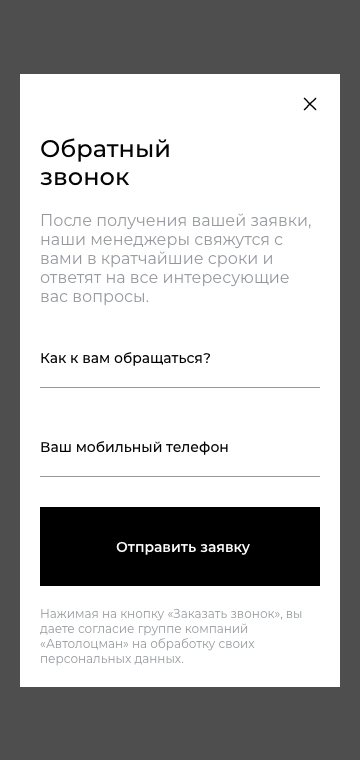 Обратный
звонок
После получения вашей заявки,
наши менеджеры свяжутся с
вами в кратчайшие сроки и
ответят на все интересующие
вас вопросы.
Как к вам обращаться?
Ваш мобильный телефон
Отправить заявку
Нажимая на кнопку «Заказать звонок», вы
даете согласие группе компаний
«Автолоцман» на обработку своих
персональных данных.